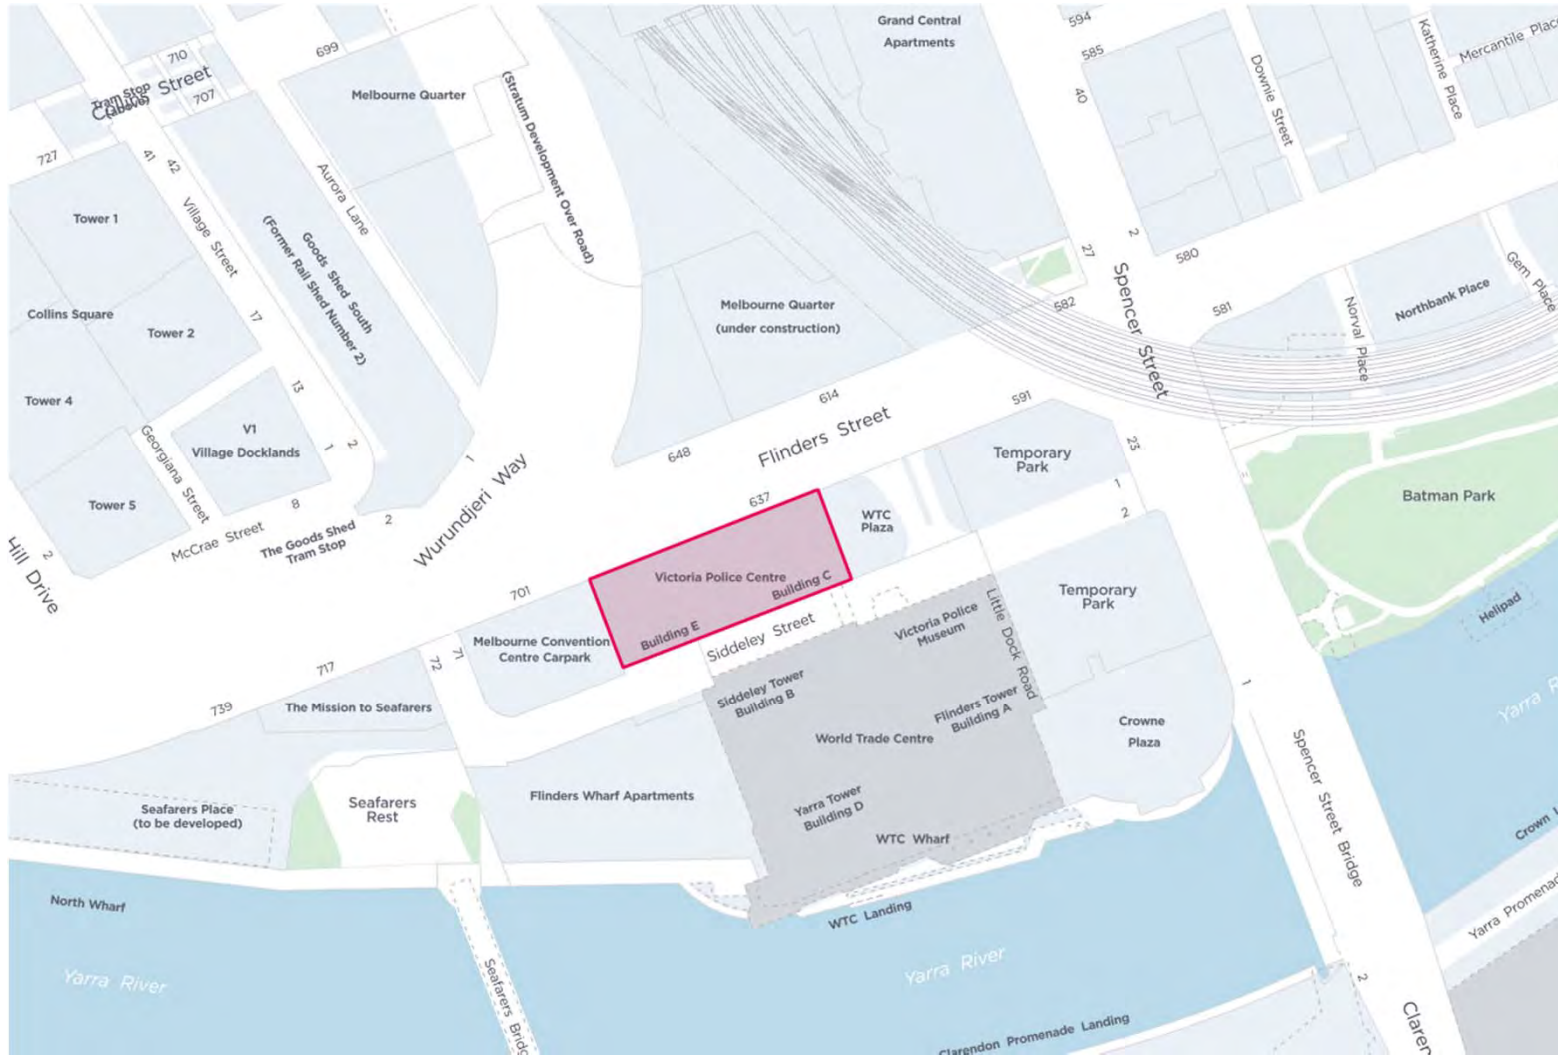 710
Collins Street
Tram Stop
(above)
707
727
41
42
699
Melbourne Quarter
(Stratum Development Over Road)
Grand Central
Apartments
594
585
40
Downie Street
Katherine Place
Tower 1
Village Street
Aurora Lane
Goods Shed South
(Former Rail Shed Number 2)
Collins Square
Tower 2
17
Tower 4
13
Georgiana Street
V1
Village Docklands
1
2
1
Tower 5
8
McCrae Street
The Goods Shed
Tram Stop
2
2
Hill Drive
Wurundjeri Way
Melbourne Quarter
(under construction)
27
2
580
582
Spencer Street
581
Norval Place
Northbank Place
Gem Place
614
648
Flinders Street
591
23
Temporary
Park
1
2
Batman Park
637
WTC
Plaza
Victoria Police Centre
Building C
Building E
Siddeley Street
701
Melbourne Convention
Centre Carpark
71
72
717
739
The Mission to Seafarers
Victoria Police
Museum
Little Dock Road
Temporary
Park
Helipad
Siddeley Tower
Building B
Flinders Tower
Building A
World Trade Centre
Crowne
Plaza
1
Yarra Tower
Building D
WTC Wharf
WTC Landing
Flinders Wharf Apartments
Seafarers
Rest
Seafarers Place
(to be developed)
North Wharf
Yarra River
Yarra River
Spencer Street Bridge
Yarra Promenade
2
Clarendon Promenade Landing